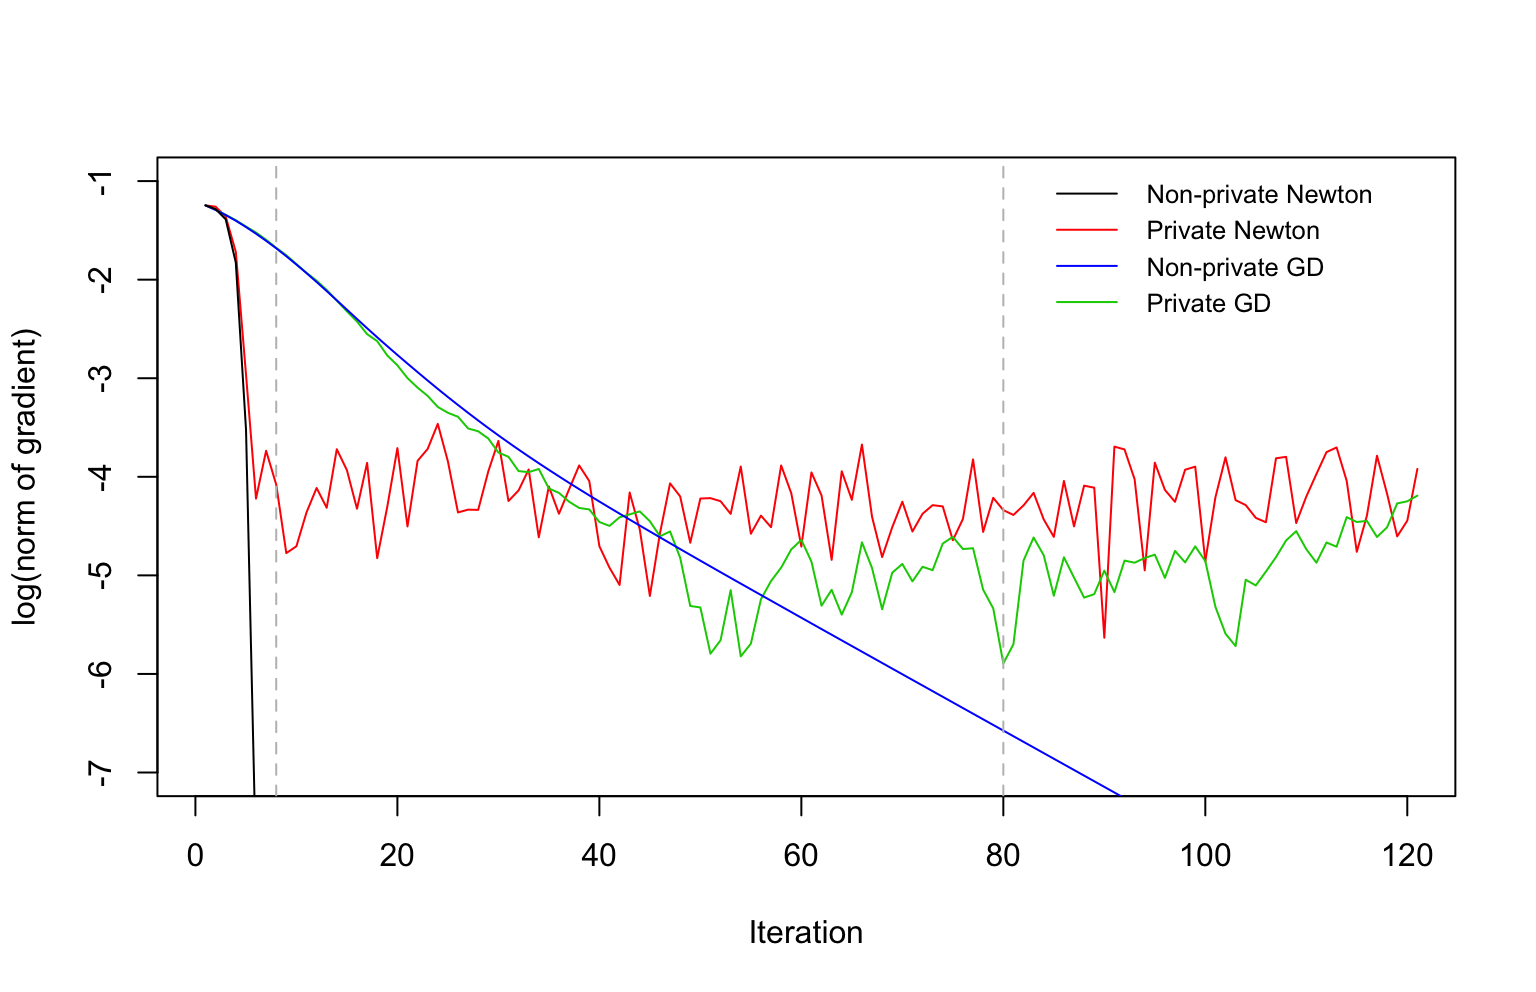 Non-private Newton
Private Newton
Non-private GD
Private GD
log(norm of gradient)
-1
-2
-3
-4
-5
-6
-7
0 20 40 60 80 100 120
Iteration